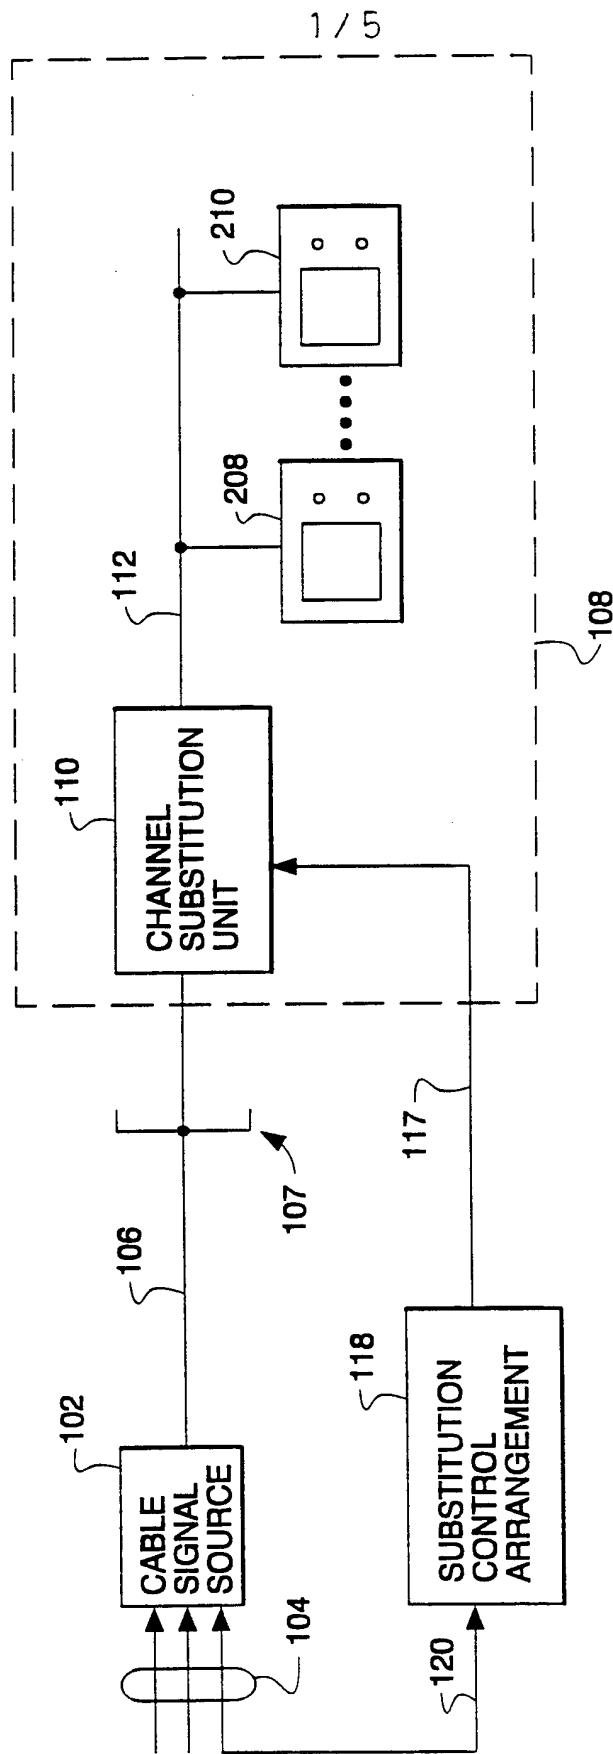 1/5
102
CABLE
SIGNAL
SOURCE
104
106
107
110
CHANNEL
SUBSTITUTION
UNIT
112
208
210
108
117
118
SUBSTITUTION
CONTROL
ARRANGEMENT
120